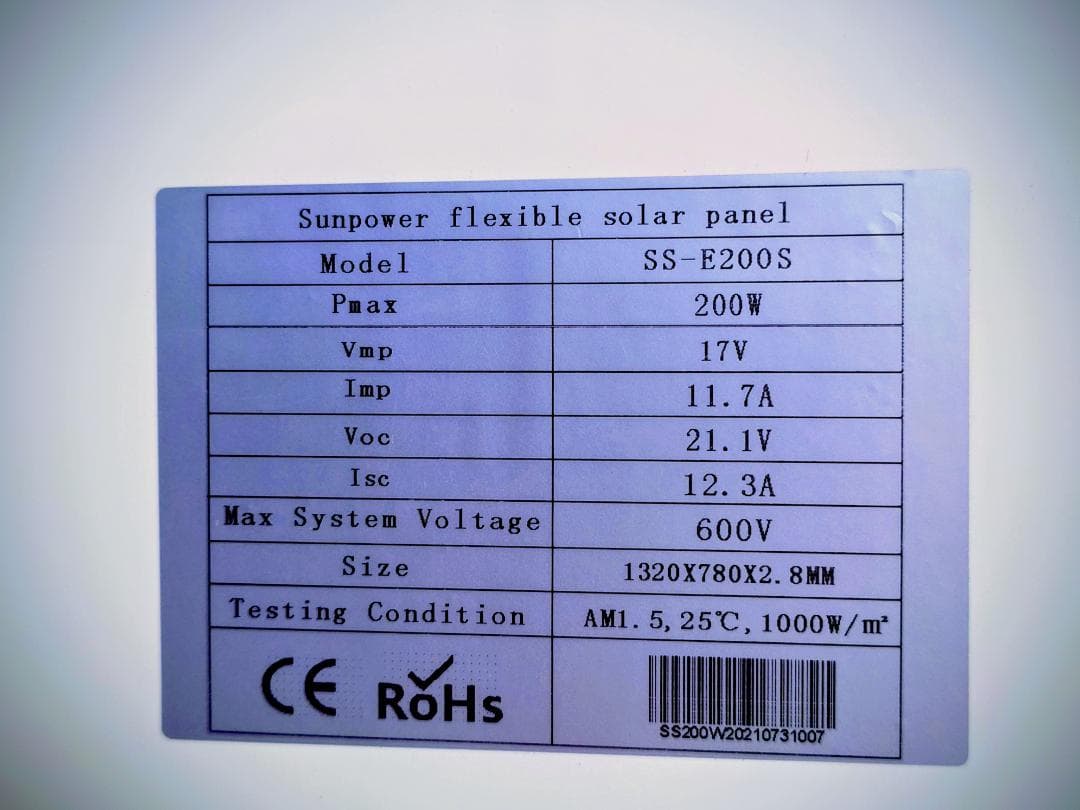 Sunpower flexible solar panel
Model SS-E200S
Pmax 200W
Vmp 17V
Imp 11.7A
Voc 21.1V
Isc 12.3A
Max System Voltage 600V
Size 1320X780X2.8MM
Testing Condition AM1.5,25℃,1000W/m²
CE RoHs
SS200W20210731007